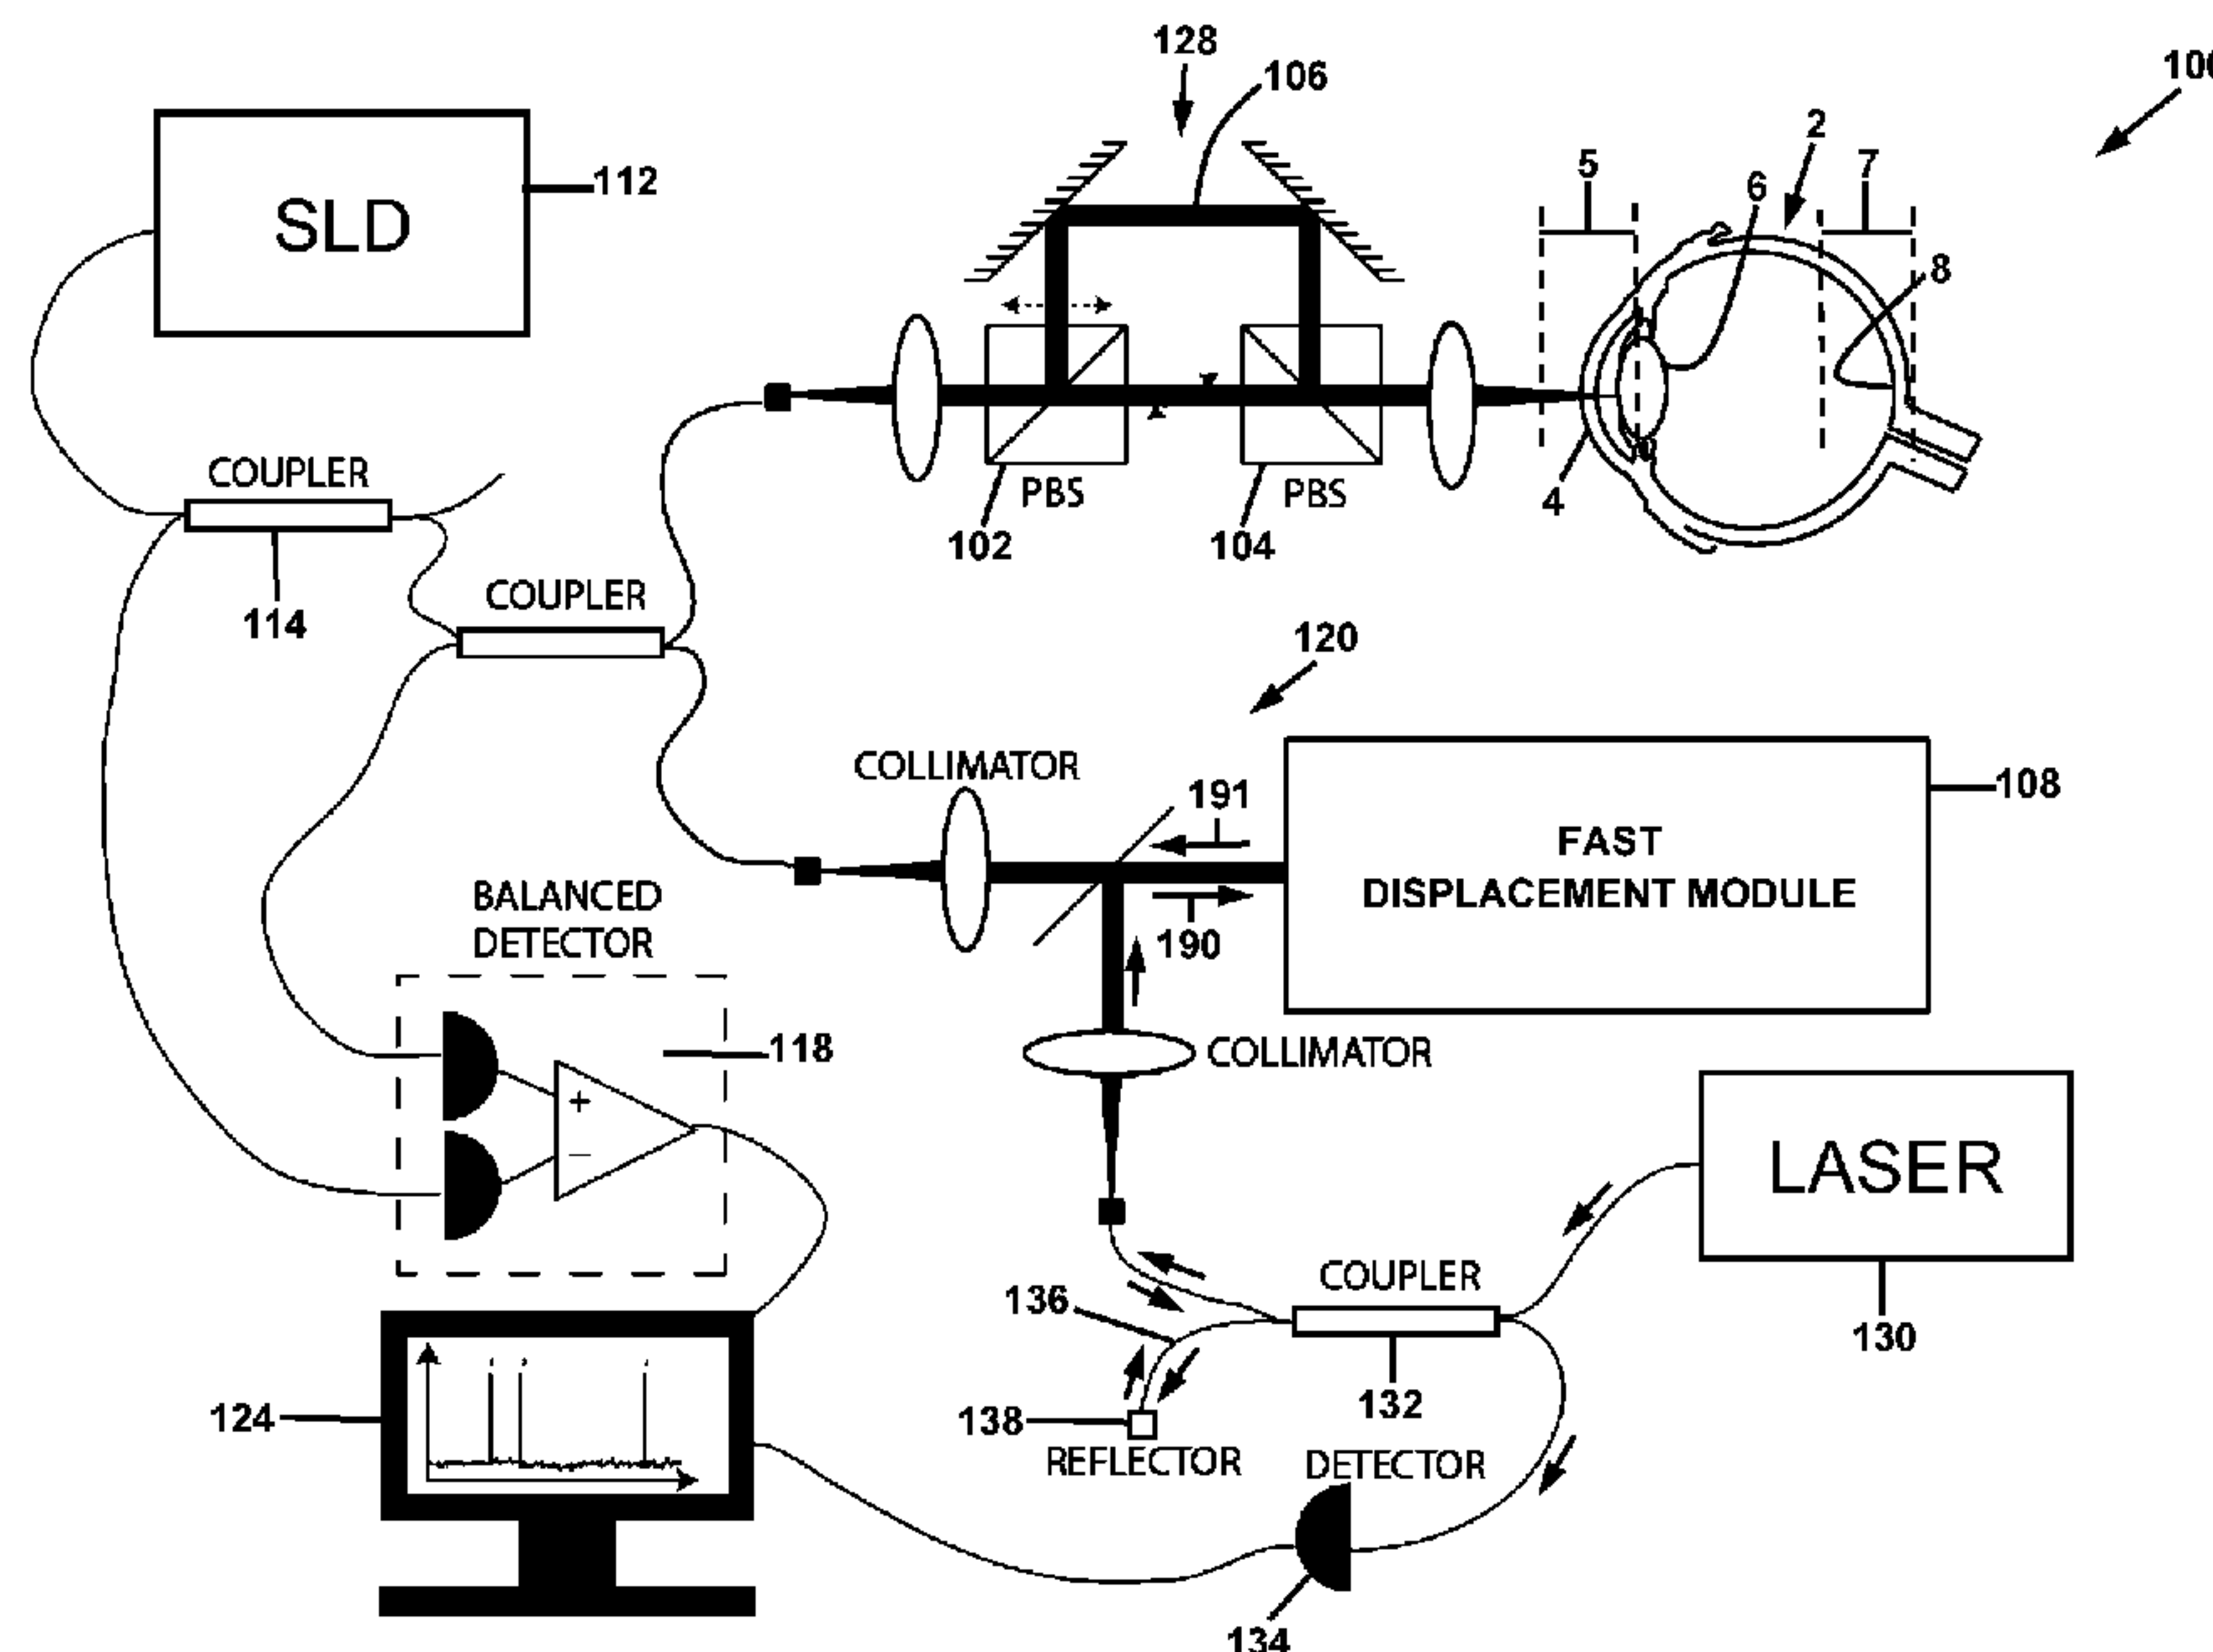 128
106
100
SLD
112
2
5
6
7
8
COUPLER
PBS
PBS
4
102
104
114
COUPLER
120
COLLIMATOR
191
108
FAST
DISPLACEMENT MODULE
190
BALANCED
DETECTOR
118
COLLIMATOR
+
−
LASER
130
COUPLER
136
132
138
REFLECTOR
124
DETECTOR
134